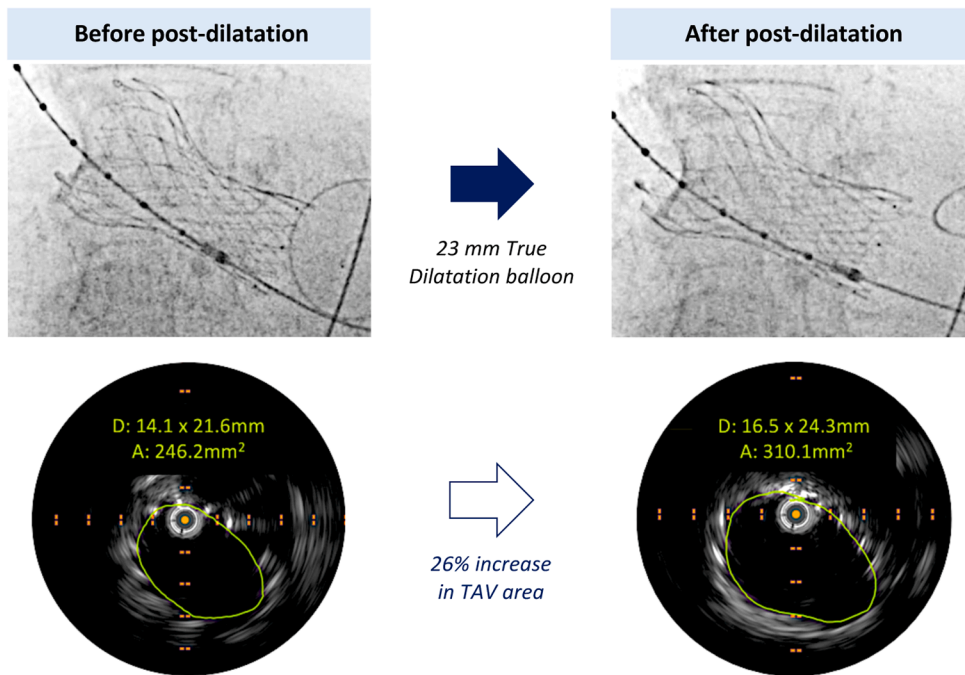 Before post-dilatation
After post-dilatation
23 mm True
Dilatation balloon
D: 14.1 x 21.6mm
A: 246.2mm²
D: 16.5 x 24.3mm
A: 310.1mm²
26% increase
in TAV area